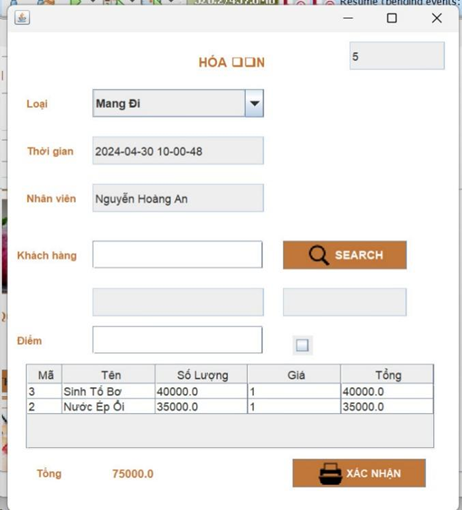 Resume (pending events:
HÓA □□N
5
Loại
Mang Đi
Thời gian
2024-04-30 10-00-48
Nhân viên
Nguyễn Hoàng An
Khách hàng
SEARCH
Điểm
Mã Tên Số Lượng Giá Tổng
3 Sinh Tố Bơ 40000.0 1 40000.0
2 Nước Ép Ổi 35000.0 1 35000.0
Tổng 75000.0
XÁC NHẬN